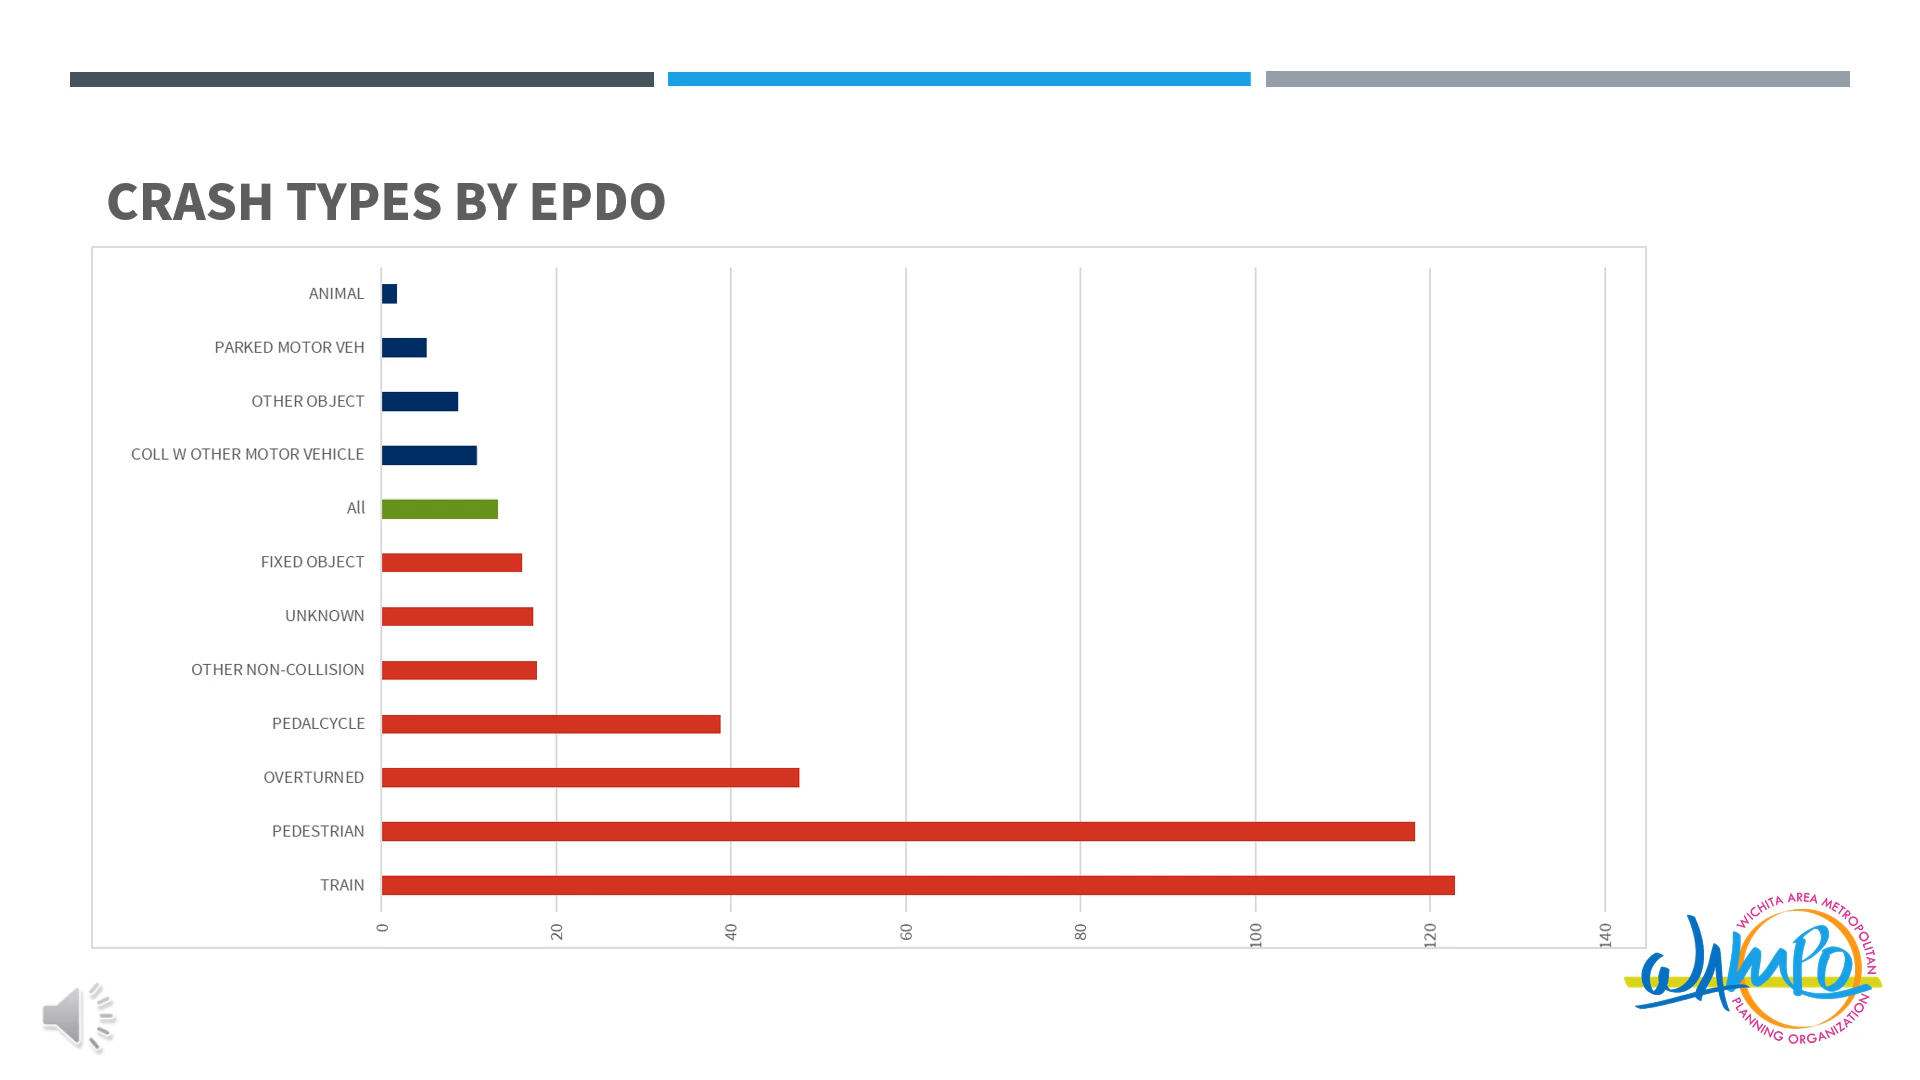 CRASH TYPES BY EPDO
ANIMAL
PARKED MOTOR VEH
OTHER OBJECT
COLL W OTHER MOTOR VEHICLE
All
FIXED OBJECT
UNKNOWN
OTHER NON-COLLISION
PEDALCYCLE
OVERTURNED
PEDESTRIAN
TRAIN
0 20 40 60 80 100 120 140
WICHITA AREA METROPOLITAN
WAMPO
PLANNING ORGANIZATION